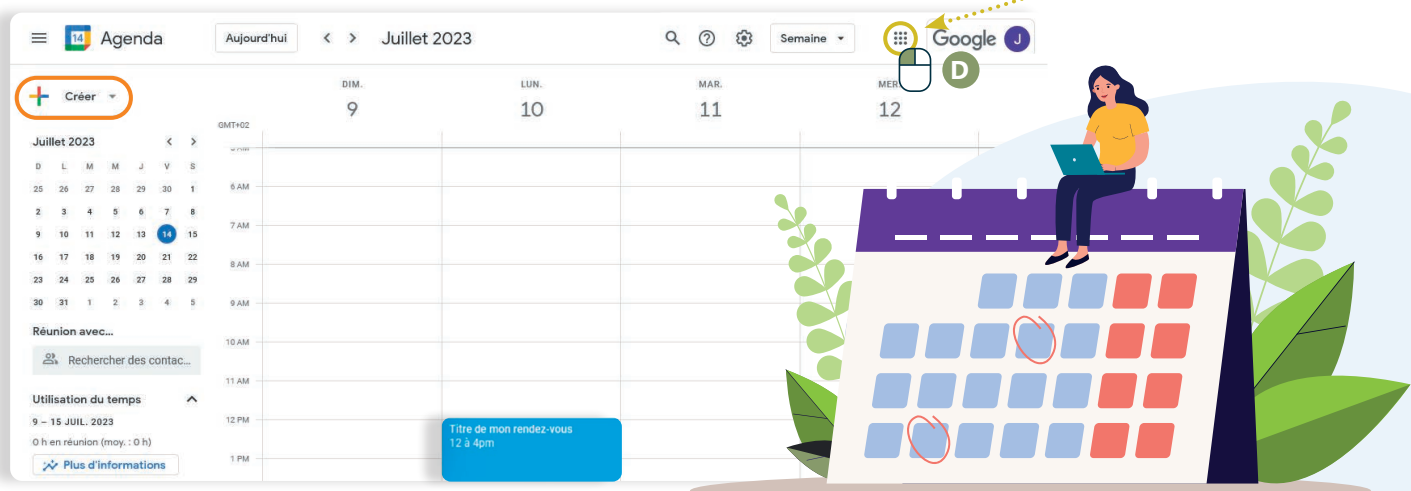 14 Agenda Aujourd'hui < > Juillet 2023 Semaine Google J
D
Créer
DIM. LUN. MAR. MER.
9 10 11 12
GMT+02
Juillet 2023 < >
D L M M J V S
25 26 27 28 29 30 1
2 3 4 5 6 7 8
9 10 11 12 13 14 15
16 17 18 19 20 21 22
23 24 25 26 27 28 29
30 31 1 2 3 4 5
6 AM
7 AM
8 AM
9 AM
10 AM
11 AM
12 PM
1 PM
Réunion avec...
Rechercher des contac...
Utilisation du temps
9 – 15 JUIL. 2023
0 h en réunion (moy. : 0 h)
Plus d'informations
Titre de mon rendez-vous
12 à 4pm